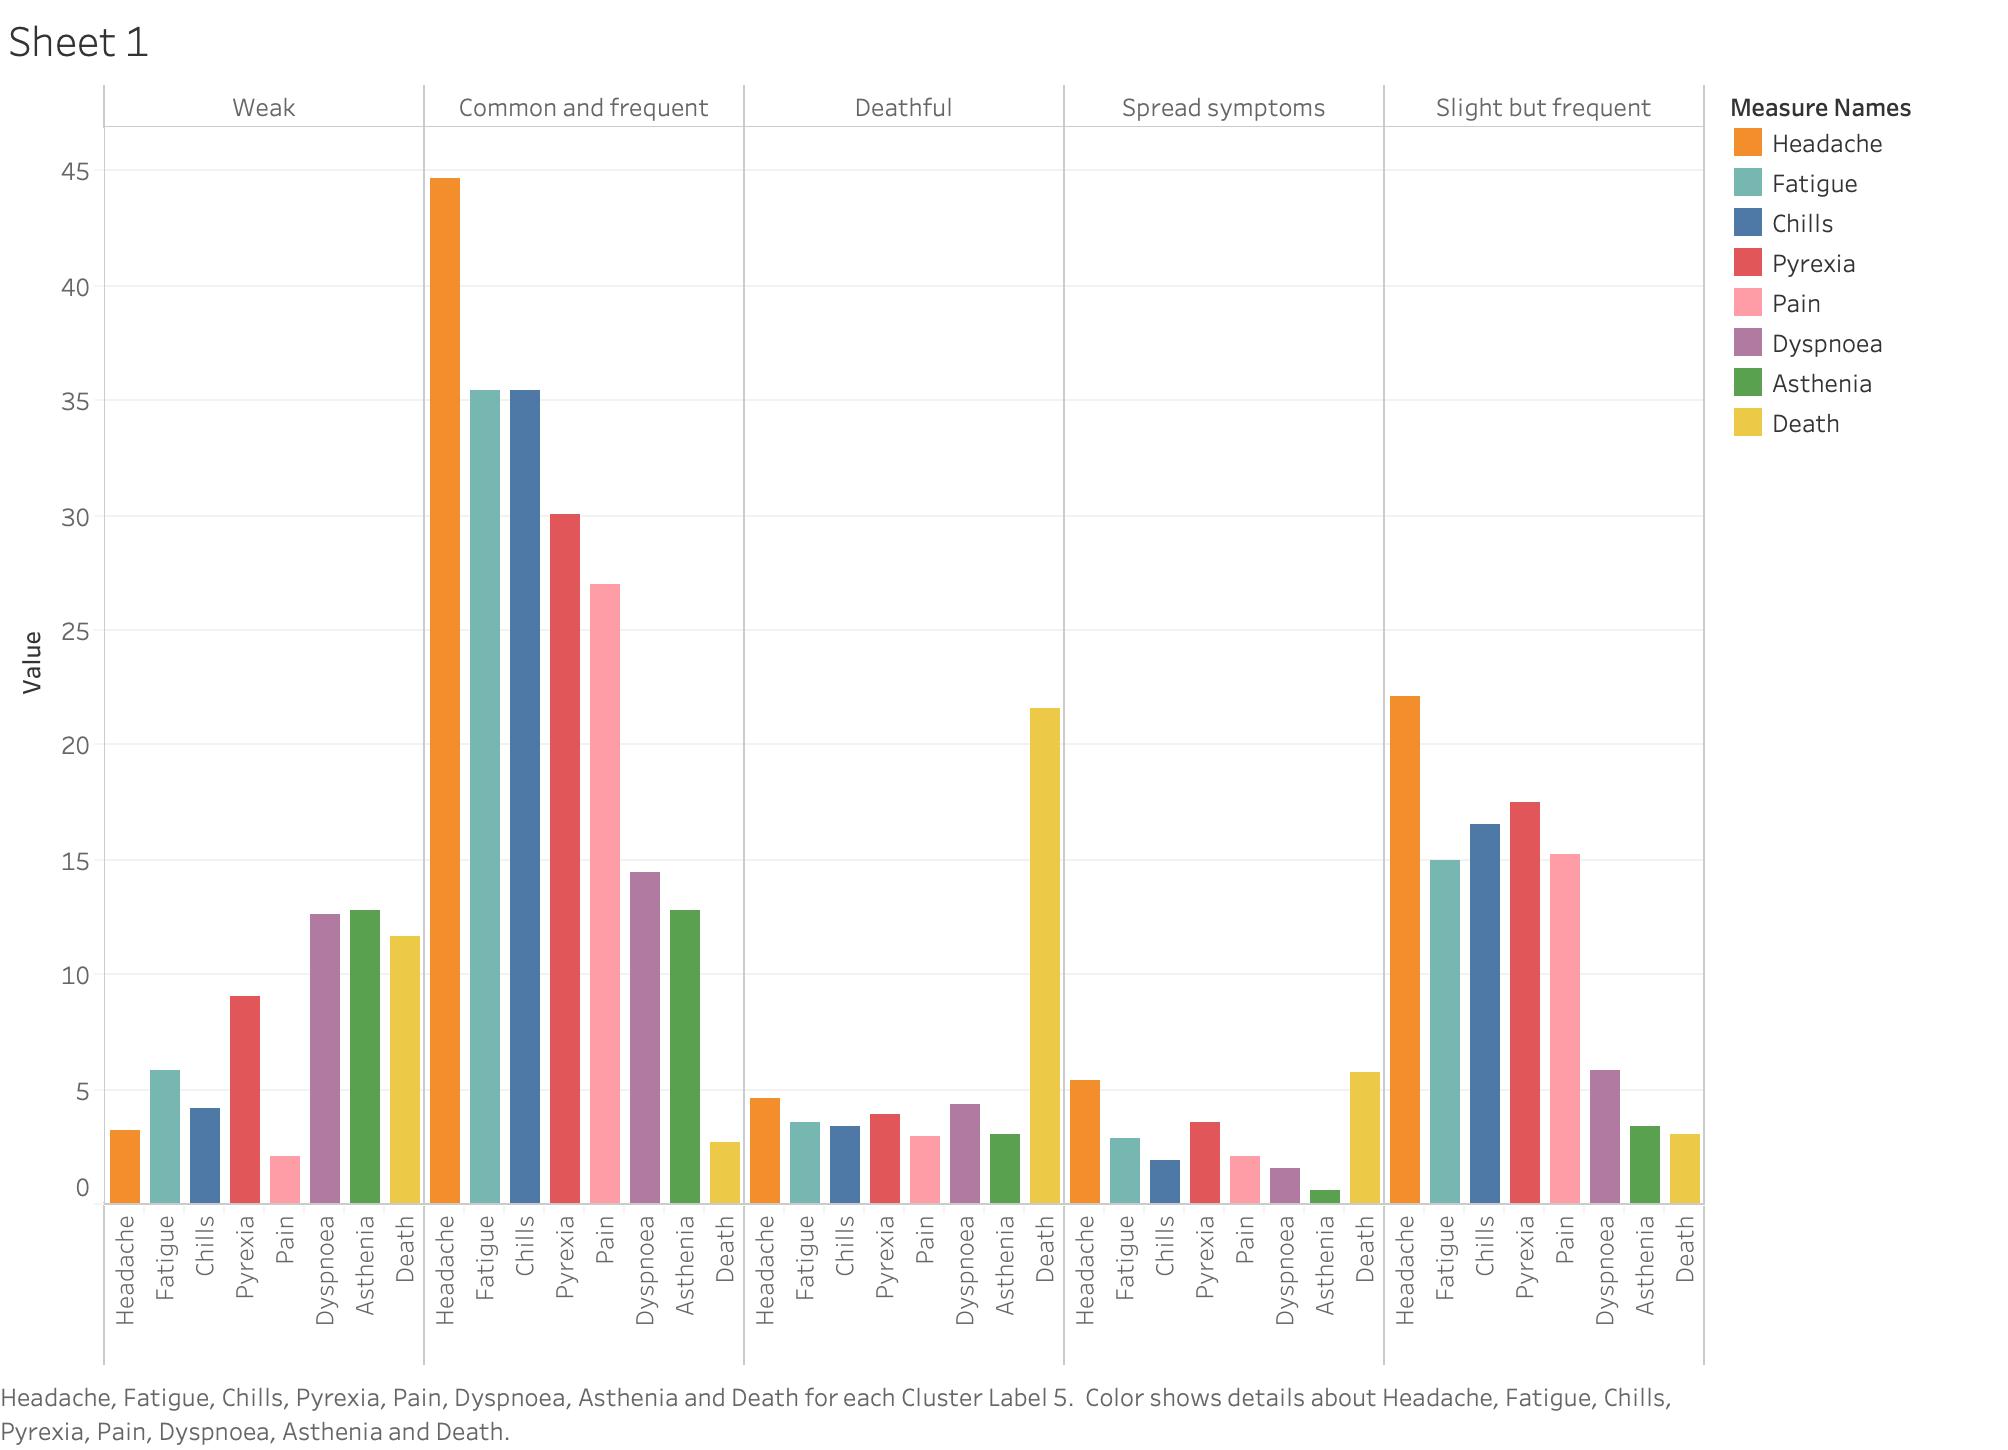 Sheet 1
Weak Common and frequent Deathful Spread symptoms Slight but frequent
Measure Names
Headache
Fatigue
Chills
Pyrexia
Pain
Dyspnoea
Asthenia
Death
Value
45
40
35
30
25
20
15
10
5
0
Headache Fatigue Chills Pyrexia Pain Dyspnoea Asthenia Death Headache Fatigue Chills Pyrexia Pain Dyspnoea Asthenia Death Headache Fatigue Chills Pyrexia Pain Dyspnoea Asthenia Death Headache Fatigue Chills Pyrexia Pain Dyspnoea Asthenia Death Headache Fatigue Chills Pyrexia Pain Dyspnoea Asthenia Death
Headache, Fatigue, Chills, Pyrexia, Pain, Dyspnoea, Asthenia and Death for each Cluster Label 5.  Color shows details about Headache, Fatigue, Chills,
Pyrexia, Pain, Dyspnoea, Asthenia and Death.